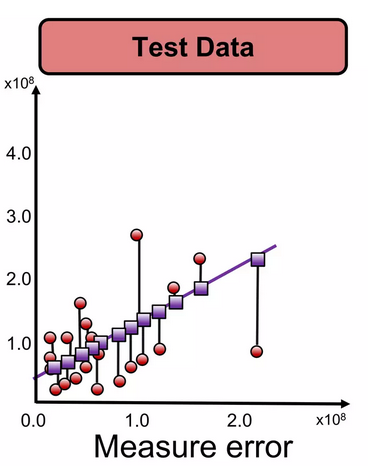 Test Data
x10⁸
4.0
3.0
2.0
1.0
0.0 1.0 2.0 x10⁸
Measure error